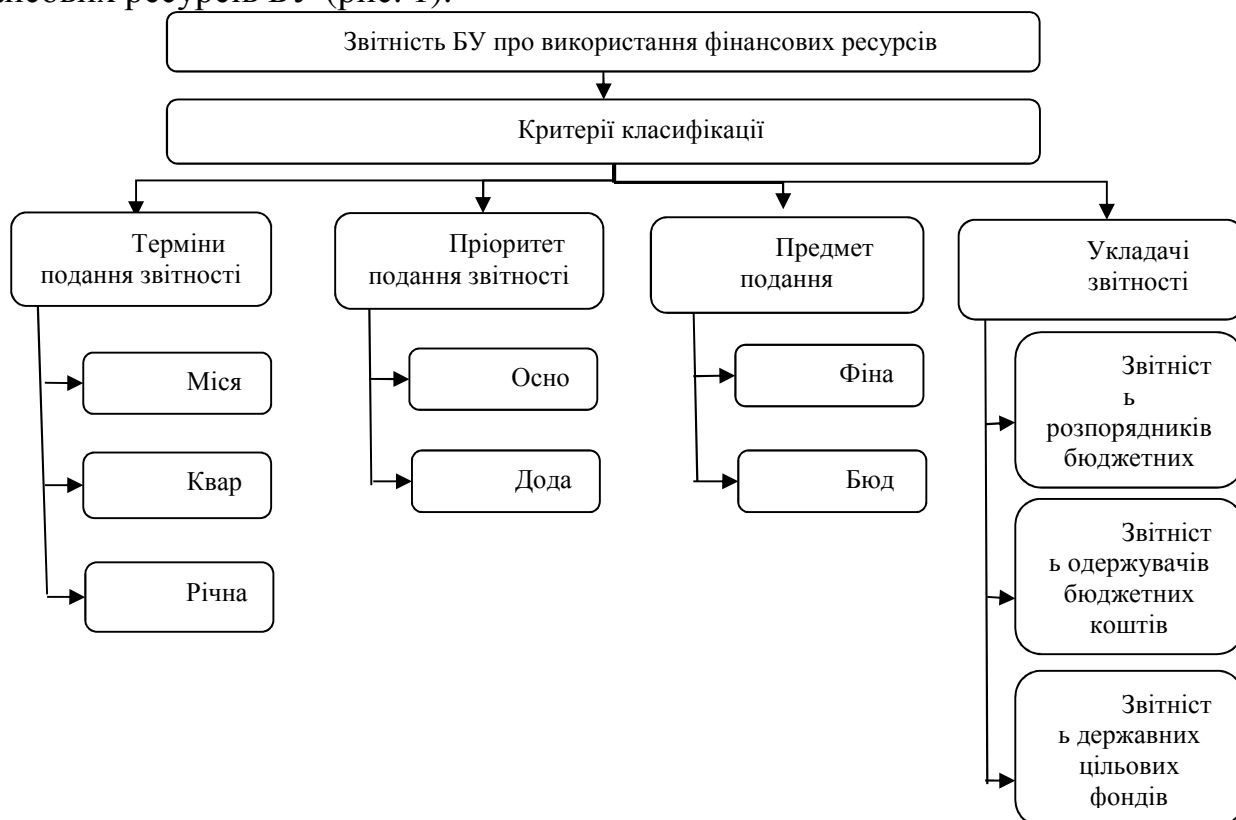 ресурсів БУ (рис. 1).
Звітність БУ про використання фінансових ресурсів
Критерії класифікації
Терміни
подання звітності
Пріоритет
подання звітності
Предмет
подання
Укладачі
звітності
Міся
Квар
Річна
Осно
Дода
Фіна
Бюд
Звітніст
ь
розпорядників
бюджетних
Звітніст
ь одержувачів
бюджетних
коштів
Звітніст
ь державних
цільових
фондів